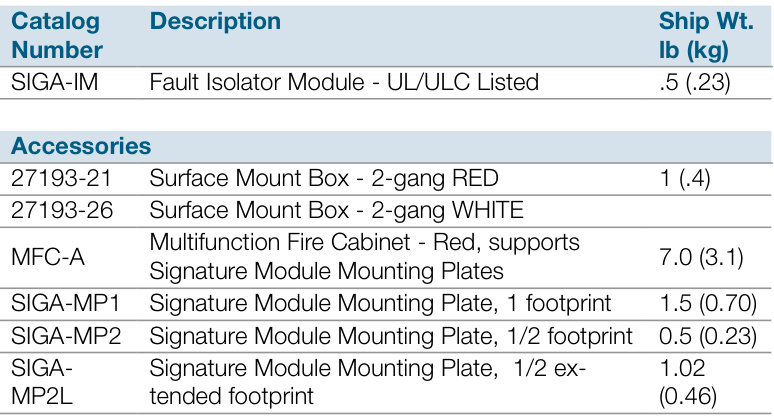 Catalog Number Description Ship Wt. lb (kg)
SIGA-IM Fault Isolator Module - UL/ULC Listed .5 (.23)
Accessories
27193-21 Surface Mount Box - 2-gang RED 1 (.4)
27193-26 Surface Mount Box - 2-gang WHITE
MFC-A Multifunction Fire Cabinet - Red, supports
Signature Module Mounting Plates 7.0 (3.1)
SIGA-MP1 Signature Module Mounting Plate, 1 footprint 1.5 (0.70)
SIGA-MP2 Signature Module Mounting Plate, 1/2 footprint 0.5 (0.23)
SIGA- Signature Module Mounting Plate, 1/2 ex- 1.02
MP2L tended footprint (0.46)